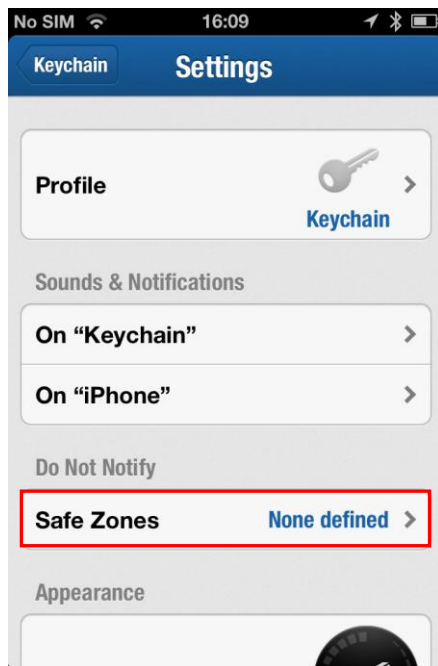 No SIM 16:09
Keychain Settings
Profile
Keychain
Sounds & Notifications
On “Keychain”
On “iPhone”
Do Not Notify
Safe Zones None defined
Appearance